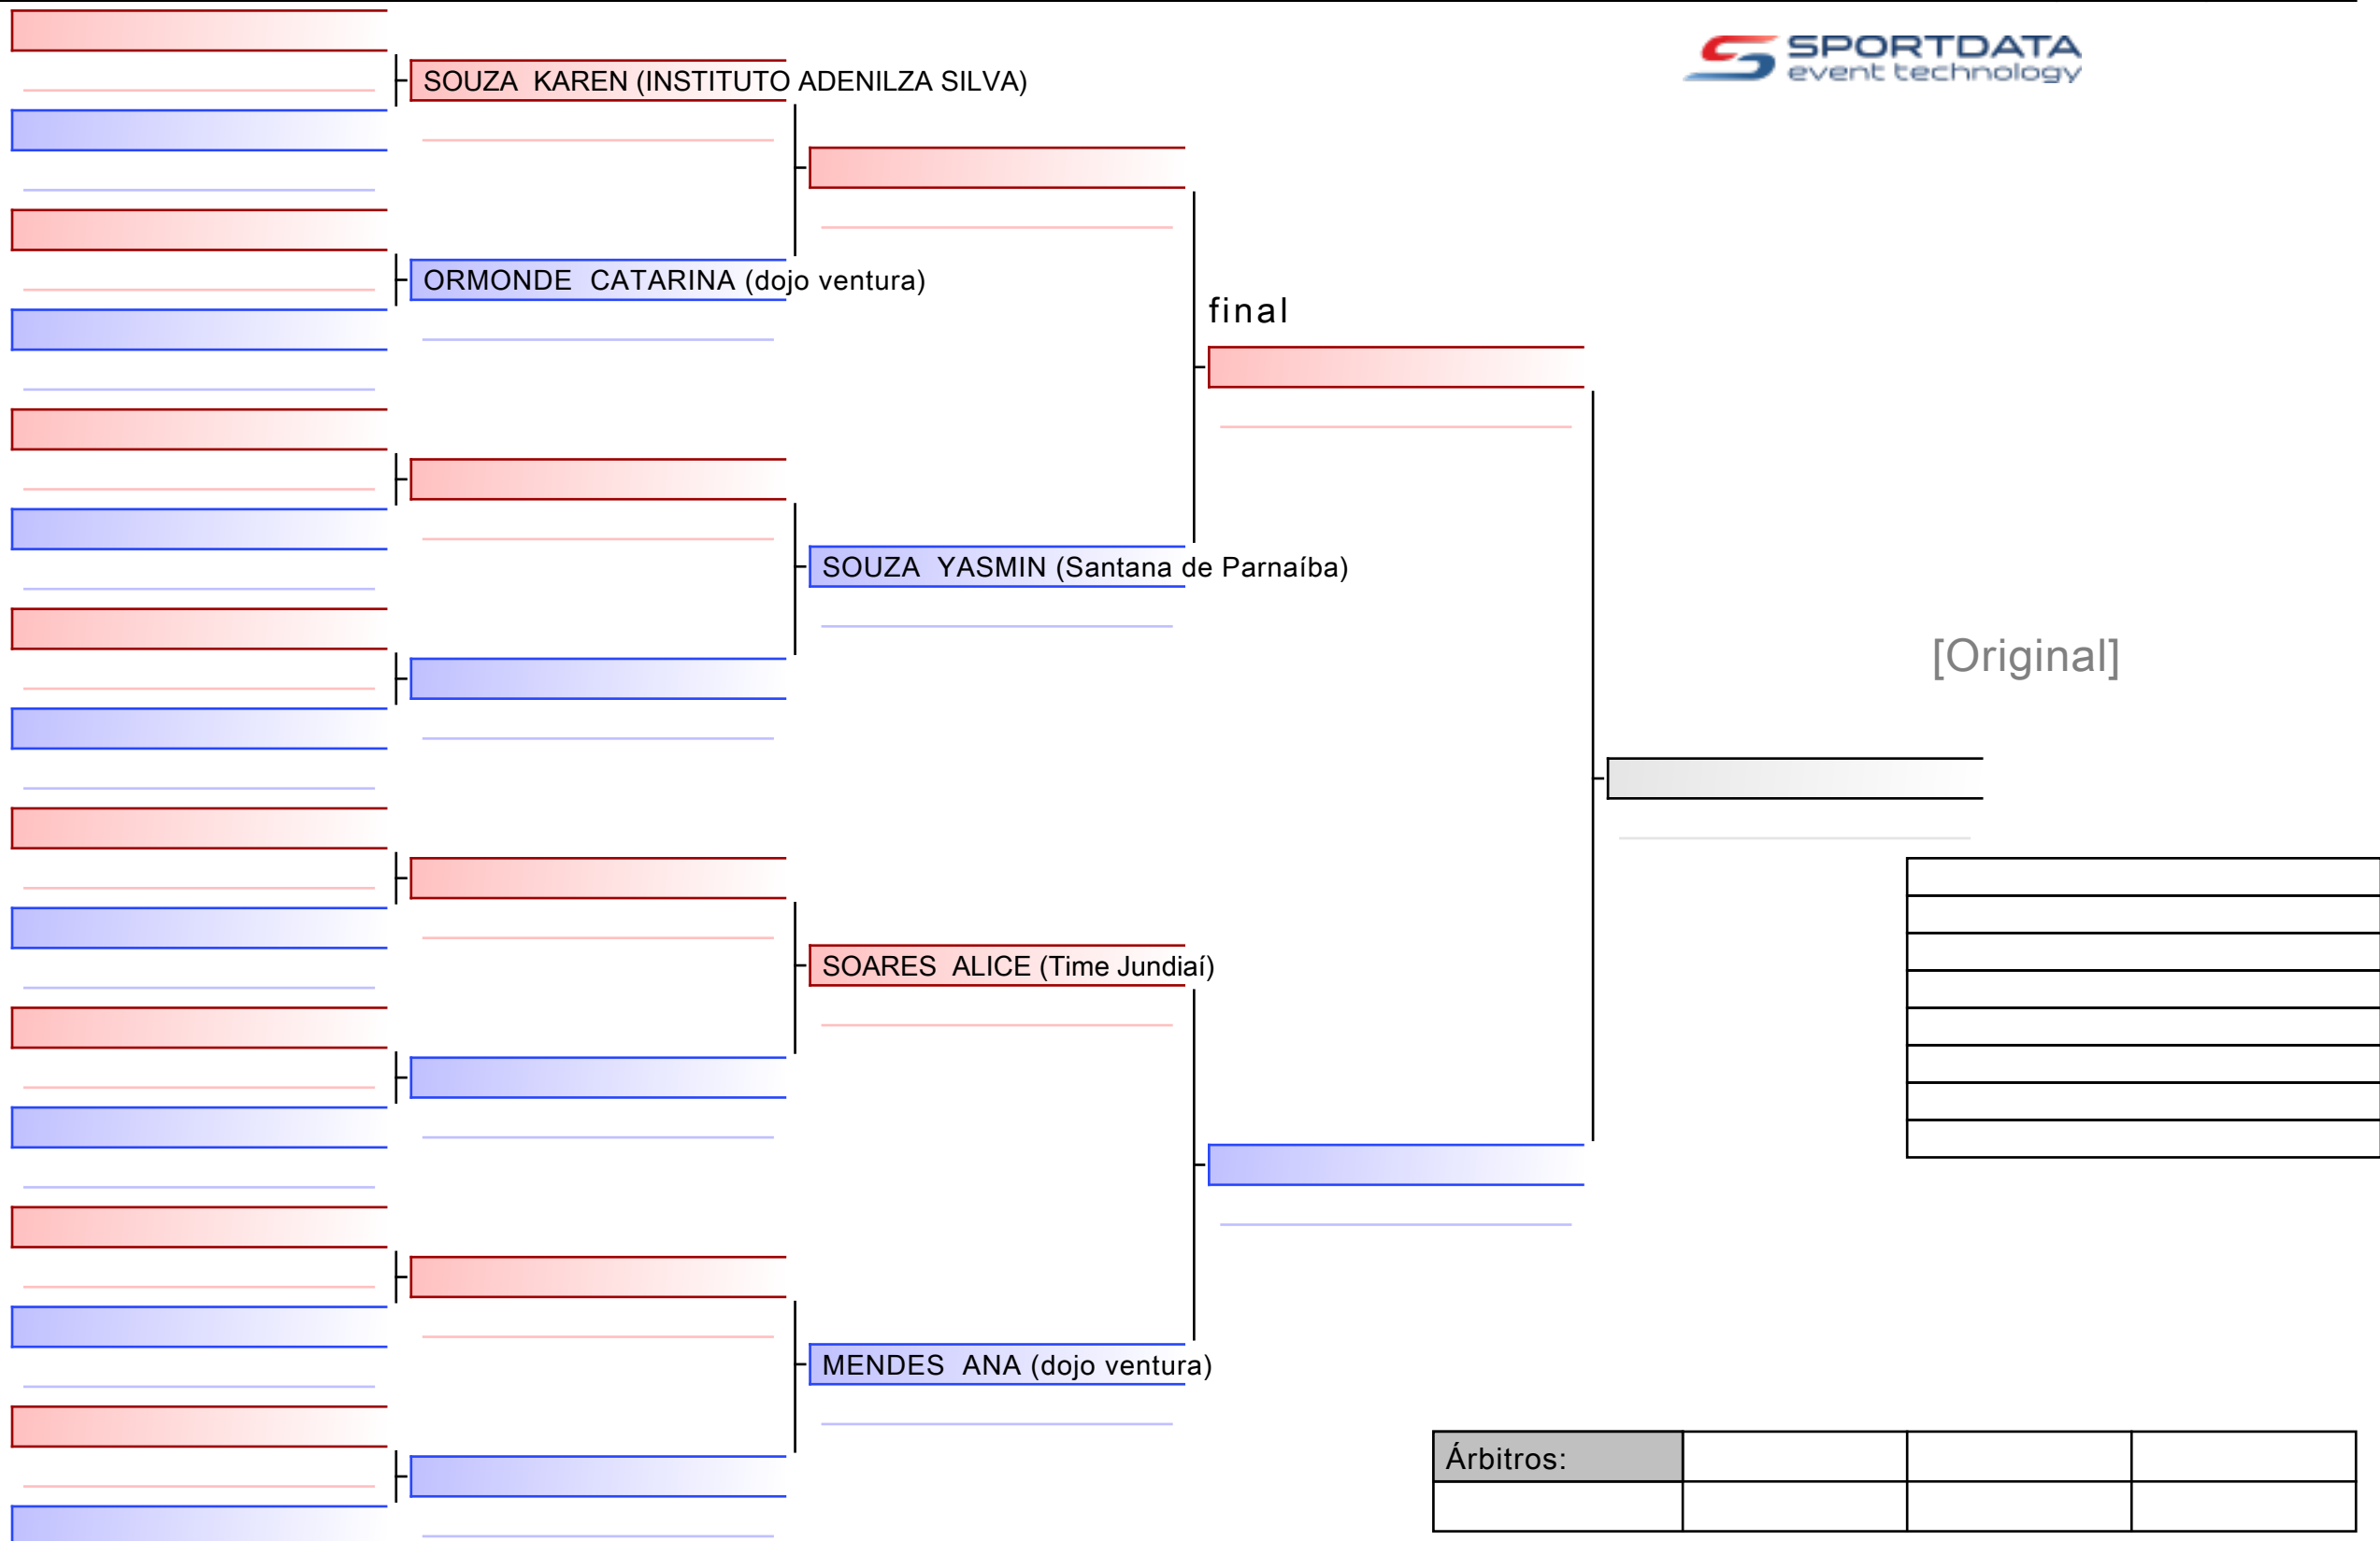 SPORTDATA
event technology
SOUZA  KAREN (INSTITUTO ADENILZA SILVA)
ORMONDE  CATARINA (dojo ventura)
final
SOUZA  YASMIN (Santana de Parnaíba)
[Original]
SOARES  ALICE (Time Jundiaí)
MENDES  ANA (dojo ventura)
Árbitros: